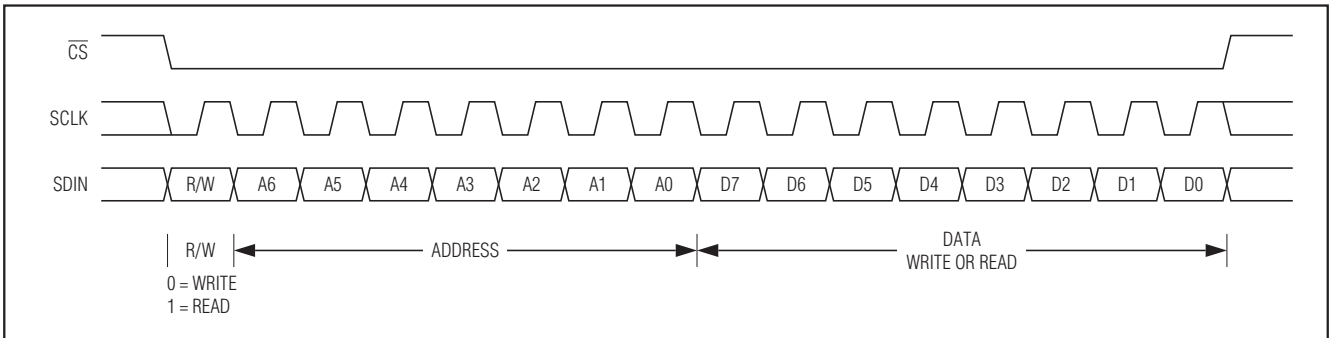 CS
SCLK
SDIN R/W A6 A5 A4 A3 A2 A1 A0 D7 D6 D5 D4 D3 D2 D1 D0
R/W ADDRESS DATA
WRITE OR READ
0 = WRITE
1 = READ